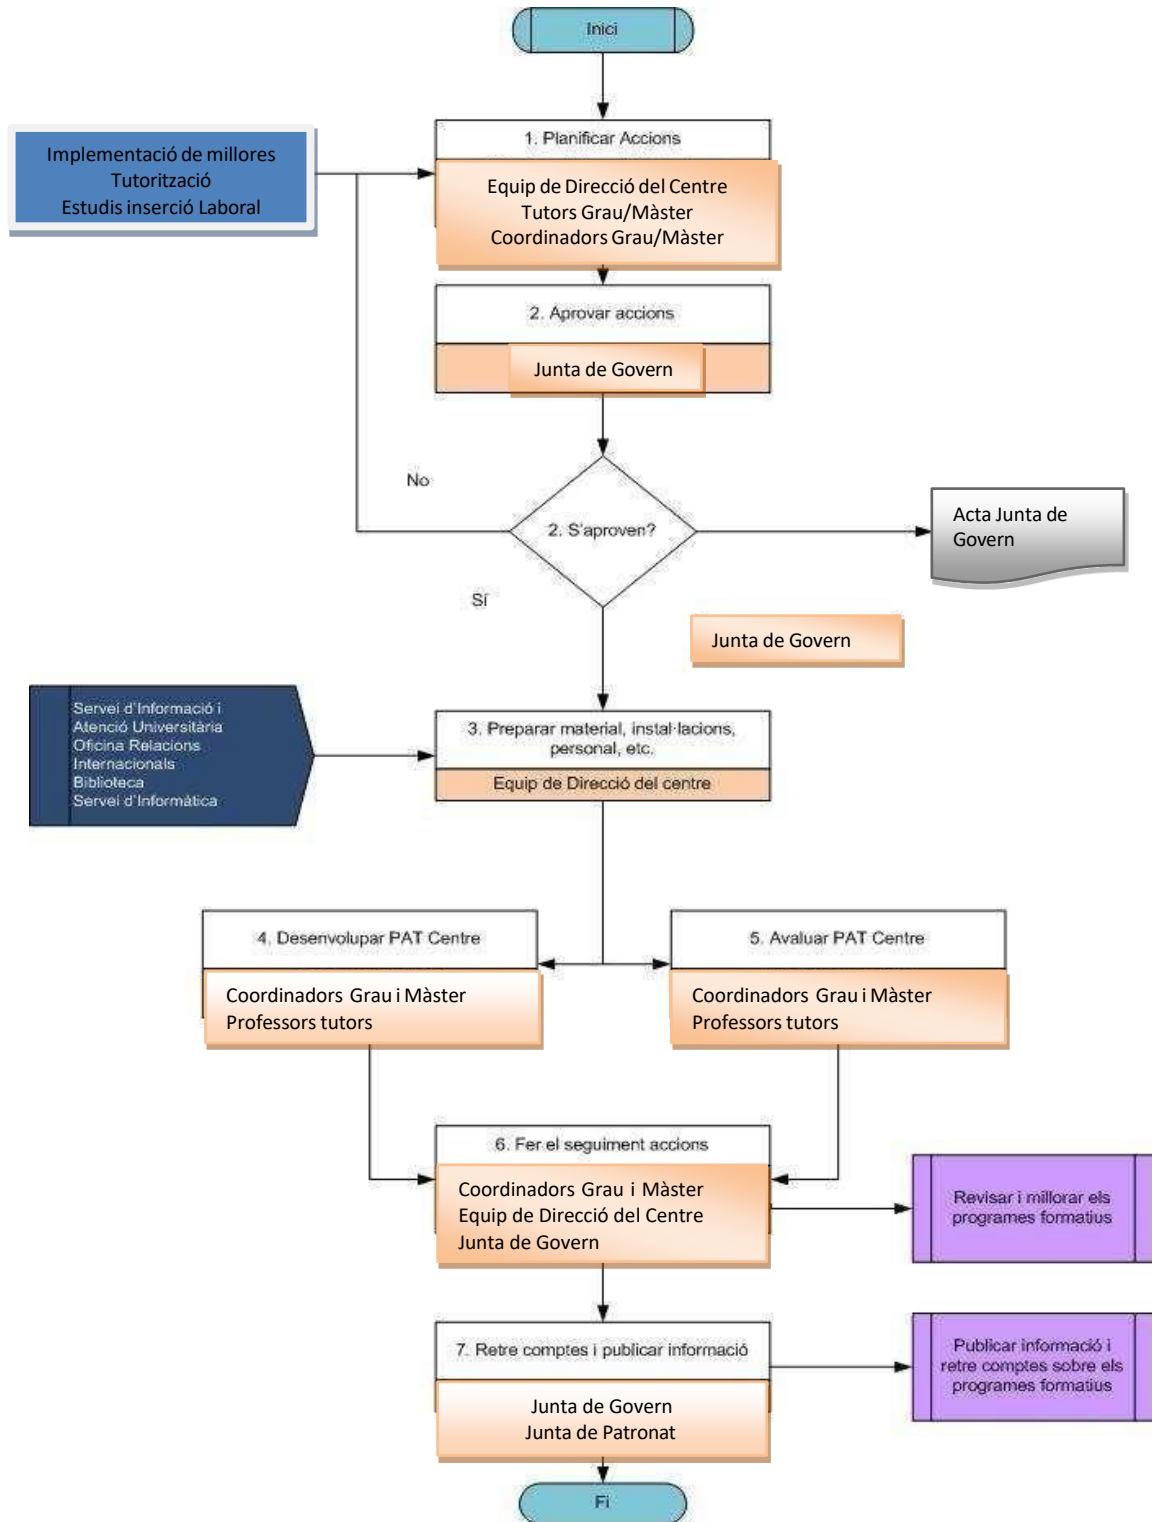 Inici
1. Planificar Accions
Implementació de millores
Tutorització
Estudis inserció Laboral
Equip de Direcció del Centre
Tutors Grau/Màster
Coordinadors Grau/Màster
2. Aprovar accions
Junta de Govern
No
2. S'aproven?
Acta Junta de
Govern
Sí
Junta de Govern
Servei d'Informació i
Atenció Universitària
Oficina Relacions
Internacionals
Biblioteca
Servei d'Informàtica
3. Preparar material, instal·lacions,
personal, etc.
Equip de Direcció del centre
4. Desenvolupar PAT Centre
Coordinadors Grau i Màster
Professors tutors
5. Avaluar PAT Centre
Coordinadors Grau i Màster
Professors tutors
6. Fer el seguiment accions
Coordinadors Grau i Màster
Equip de Direcció del Centre
Junta de Govern
Revisar i millorar els
programes formatius
7. Retre comptes i publicar informació
Junta de Govern
Junta de Patronat
Publicar informació i
retre comptes sobre els
programes formatius
Fi